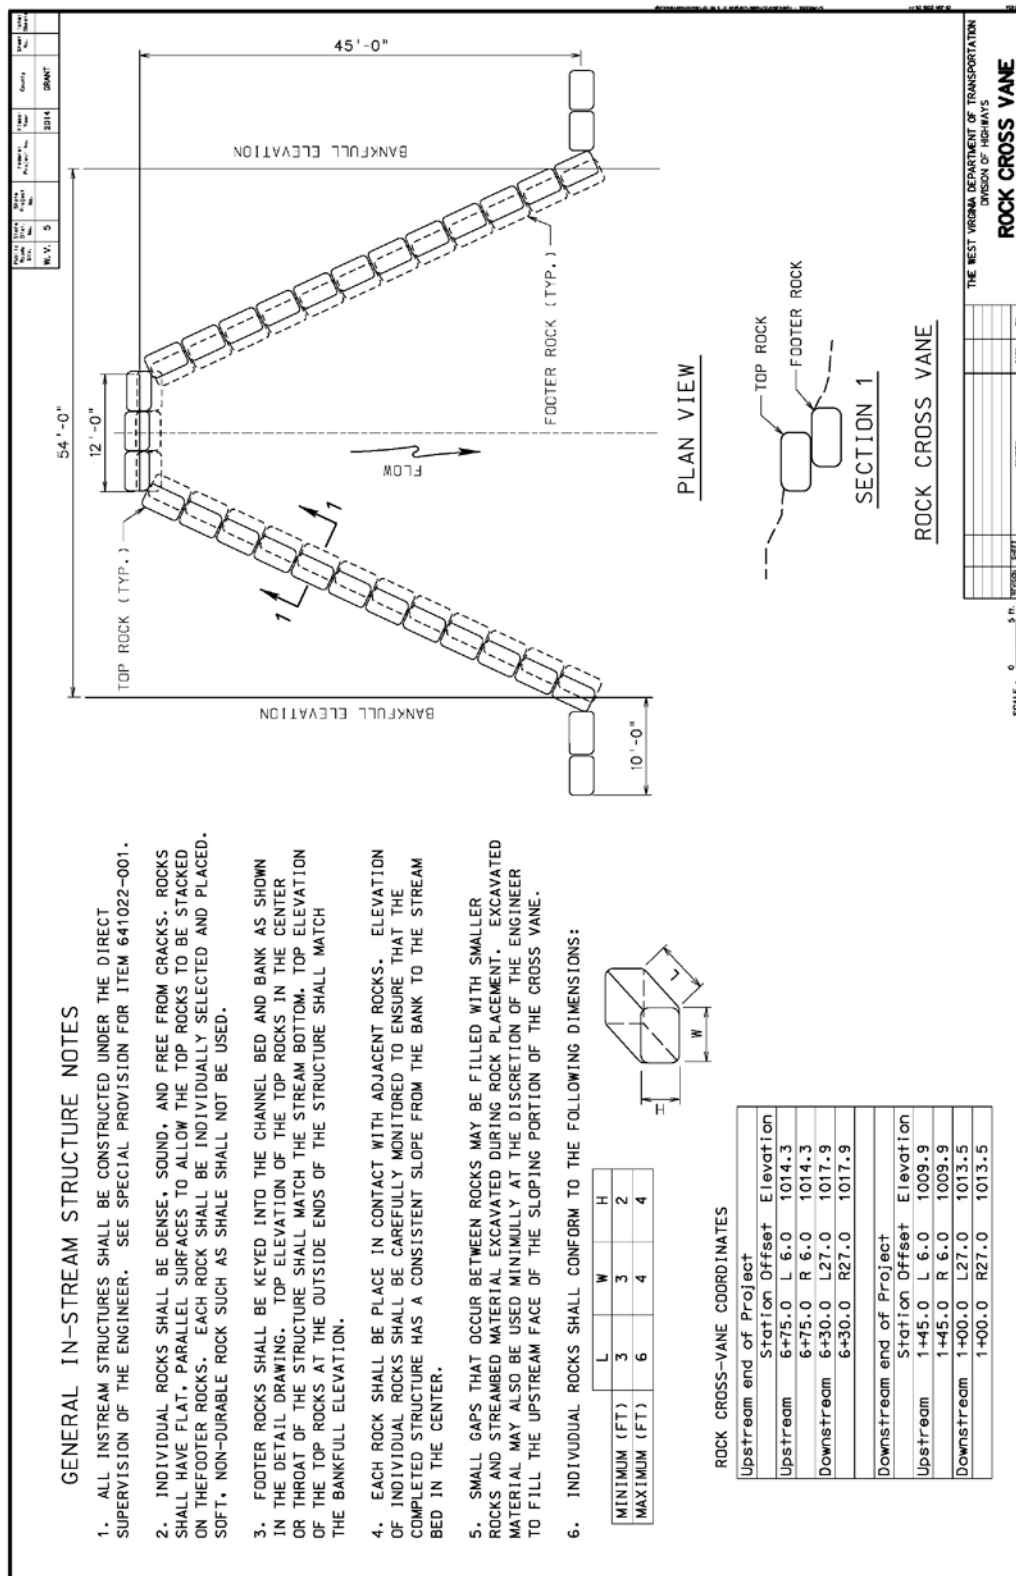 GENERAL IN-STREAM STRUCTURE NOTES
1. ALL INSTREAM STRUCTURES SHALL BE CONSTRUCTED UNDER THE DIRECT
SUPERVISION OF THE ENGINEER. SEE SPECIAL PROVISION FOR ITEM 641022-001.
2. INDIVIDUAL ROCKS SHALL BE DENSE, SOUND, AND FREE FROM CRACKS. ROCKS
SHALL HAVE FLAT, PARALLEL SURFACES TO ALLOW THE TOP ROCKS TO BE STACKED
ON THEFOOTER ROCKS. EACH ROCK SHALL BE INDIVIDUALLY SELECTED AND PLACED.
SOFT, NON-DURABLE ROCK SUCH AS SHALE SHALL NOT BE USED.
3. FOOTER ROCKS SHALL BE KEYED INTO THE CHANNEL BED AND BANK AS SHOWN
IN THE DETAIL DRAWING. TOP ELEVATION OF THE TOP ROCKS IN THE CENTER
OR THROAT OF THE STRUCTURE SHALL MATCH THE STREAM BOTTOM. TOP ELEVATION
OF THE TOP ROCKS AT THE OUTSIDE ENDS OF THE STRUCTURE SHALL MATCH
THE BANKFULL ELEVATION.
4. EACH ROCK SHALL BE PLACE IN CONTACT WITH ADJACENT ROCKS. ELEVATION
OF INDIVIDUAL ROCKS SHALL BE CAREFULLY MONITORED TO ENSURE THAT THE
COMPLETED STRUCTURE HAS A CONSISTENT SLOPE FROM THE BANK TO THE STREAM
BED IN THE CENTER.
5. SMALL GAPS THAT OCCUR BETWEEN ROCKS MAY BE FILLED WITH SMALLER
ROCKS AND STREAMBED MATERIAL EXCAVATED DURING ROCK PLACEMENT. EXCAVATED
MATERIAL MAY ALSO BE USED MINIMULLY AT THE DISCRETION OF THE ENGINEER
TO FILL THE UPSTREAM FACE OF THE SLOPING PORTION OF THE CROSS VANE.
6. INDIVUDUAL ROCKS SHALL CONFORM TO THE FOLLOWING DIMENSIONS:
L W H
MINIMUM (FT) 3 3 2
MAXIMUM (FT) 6 4 4
H
W
L
ROCK CROSS-VANE COORDINATES
Upstream end of Project
Station Offset Elevation
Upstream 6+75.0 L 6.0 1014.3
6+75.0 R 6.0 1014.3
Downstream 6+30.0 L27.0 1017.9
6+30.0 R27.0 1017.9
Downstream end of Project
Station Offset Elevation
Upstream 1+45.0 L 6.0 1009.9
1+45.0 R 6.0 1009.9
Downstream 1+00.0 L27.0 1013.5
1+00.0 R27.0 1013.5
W. V. 5 2014 GRANT
54'-0"
12'-0"
45'-0"
TOP ROCK (TYP.)
BANKFULL ELEVATION
BANKFULL ELEVATION
1
1
FLOW
FOOTER ROCK (TYP.)
10'-0"
PLAN VIEW
TOP ROCK
FOOTER ROCK
SECTION 1
ROCK CROSS VANE
THE WEST VIRGINIA DEPARTMENT OF TRANSPORTATION
DIVISION OF HIGHWAYS
ROCK CROSS VANE